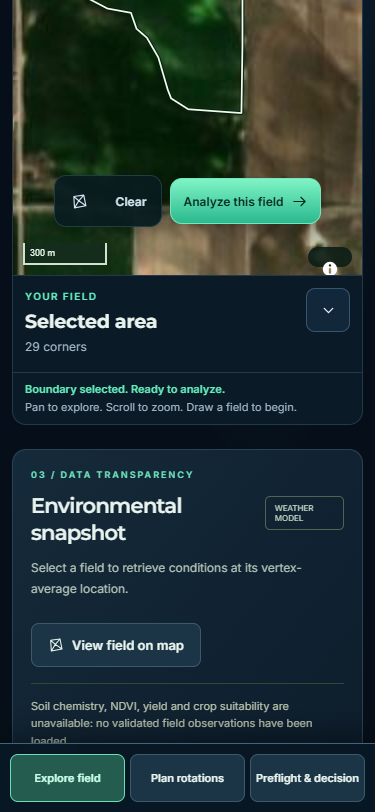 Clear
Analyze this field →
300 m
i
YOUR FIELD
Selected area
29 corners
Boundary selected. Ready to analyze.
Pan to explore. Scroll to zoom. Draw a field to begin.
03 / DATA TRANSPARENCY
Environmental
snapshot
WEATHER
MODEL
Select a field to retrieve conditions at its vertex-
average location.
View field on map
Soil chemistry, NDVI, yield and crop suitability are
unavailable: no validated field observations have been
loaded
Explore field
Plan rotations
Preflight & decision